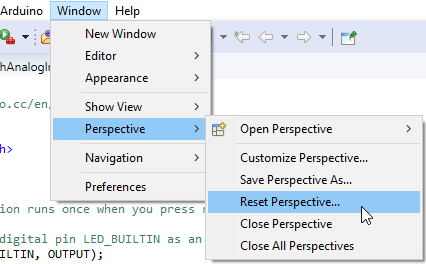 Arduino Window Help
New Window
Editor
Appearance
Show View
Perspective
Navigation
Preferences
Open Perspective
Customize Perspective...
Save Perspective As...
Reset Perspective...
Close Perspective
Close All Perspectives
hAnalogIn
o.cc/en/
h>
ion runs once when you press r
digital pin LED_BUILTIN as an
ILTIN, OUTPUT);